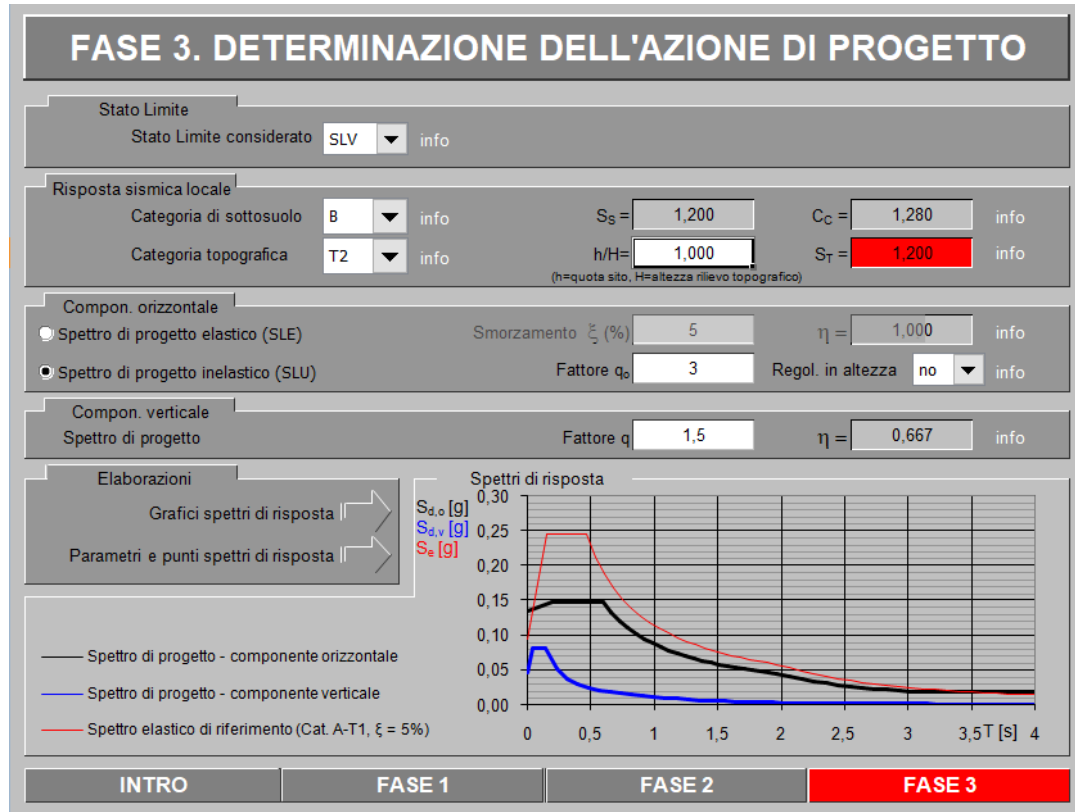 FASE 3. DETERMINAZIONE DELL'AZIONE DI PROGETTO
Stato Limite
Stato Limite considerato SLV info
Risposta sismica locale
Categoria di sottosuolo B info SS = 1,200 CC = 1,280 info
Categoria topografica T2 info h/H= 1,000 ST = 1,200 info
(h=quota sito, H=altezza rilievo topografico)
Compon. orizzontale
Spettro di progetto elastico (SLE) Smorzamento ξ (%) 5 η = 1,000 info
Spettro di progetto inelastico (SLU) Fattore qo 3 Regol. in altezza no info
Compon. verticale
Spettro di progetto Fattore q 1,5 η = 0,667 info
Elaborazioni
Grafici spettri di risposta
Parametri e punti spettri di risposta
Spettri di risposta
Sd,o [g]
Sd,v [g]
Se [g]
0,30
0,25
0,20
0,15
0,10
0,05
0,00
0 0,5 1 1,5 2 2,5 3 3,5 T [s] 4
Spettro di progetto - componente orizzontale
Spettro di progetto - componente verticale
Spettro elastico di riferimento (Cat. A-T1, ξ = 5%)
INTRO FASE 1 FASE 2 FASE 3